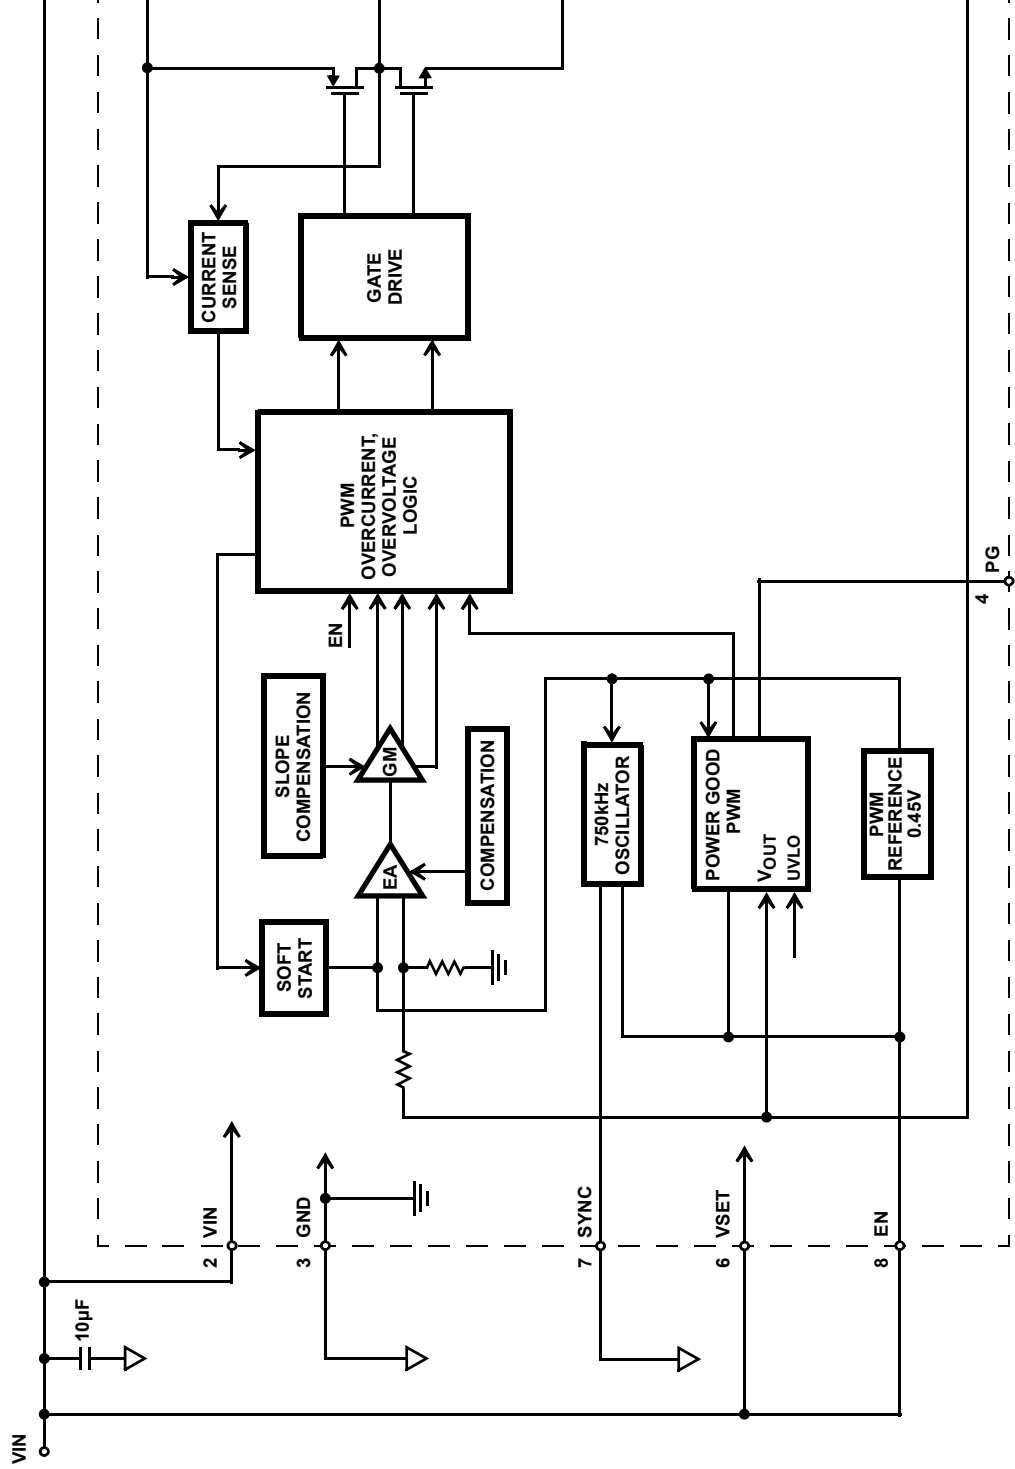 VIN
10µF
2
VIN
3
GND
7
SYNC
6
VSET
8
EN
SOFT
START
SLOPE
COMPENSATION
EA
GM
COMPENSATION
EN
PWM
OVERCURRENT,
OVERVOLTAGE
LOGIC
CURRENT
SENSE
GATE
DRIVE
750kHz
OSCILLATOR
POWER GOOD
PWM
VOUT
UVLO
PWM
REFERENCE
0.45V
4
PG